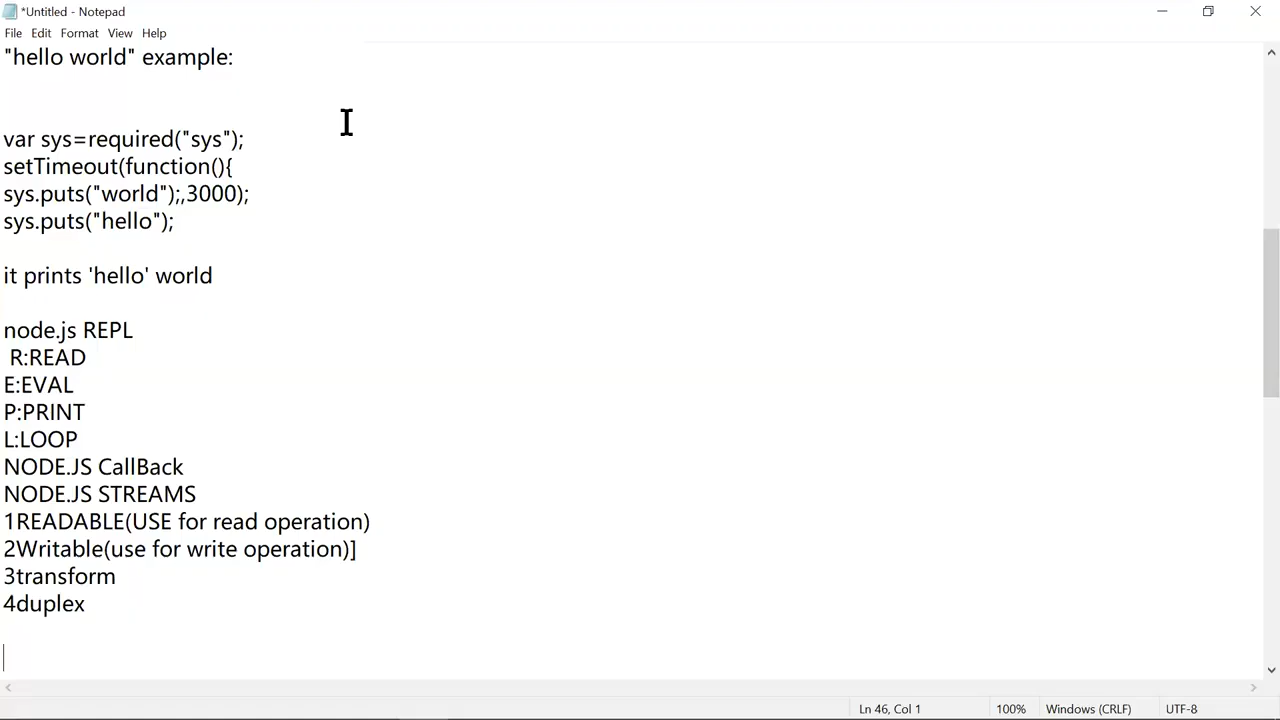 *Untitled - Notepad
File Edit Format View Help
"hello world" example:
var sys=required("sys");
setTimeout(function(){
sys.puts("world");,3000);
sys.puts("hello");
it prints 'hello' world
node.js REPL
R:READ
E:EVAL
P:PRINT
L:LOOP
NODE.JS CallBack
NODE.JS STREAMS
1READABLE(USE for read operation)
2Writable(use for write operation)]
3transform
4duplex
Ln 46, Col 1 100% Windows (CRLF) UTF-8